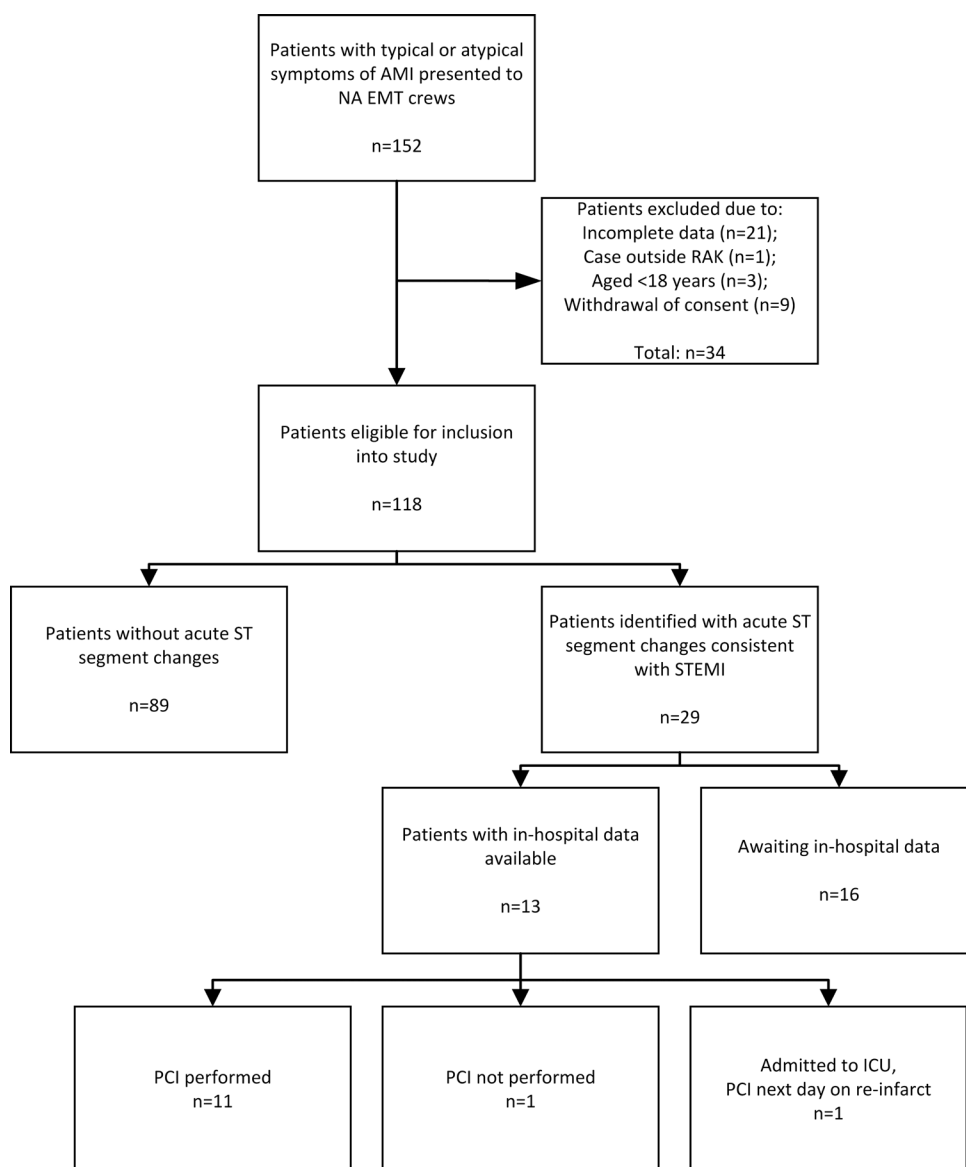 Patients with typical or atypical
symptoms of AMI presented to
NA EMT crews
n=152
Patients excluded due to:
Incomplete data (n=21);
Case outside RAK (n=1);
Aged <18 years (n=3);
Withdrawal of consent (n=9)
Total: n=34
Patients eligible for inclusion
into study
n=118
Patients without acute ST
segment changes
n=89
Patients identified with acute ST
segment changes consistent
with STEMI
n=29
Patients with in-hospital data
available
n=13
Awaiting in-hospital data
n=16
PCI performed
n=11
PCI not performed
n=1
Admitted to ICU,
PCI next day on re-infarct
n=1